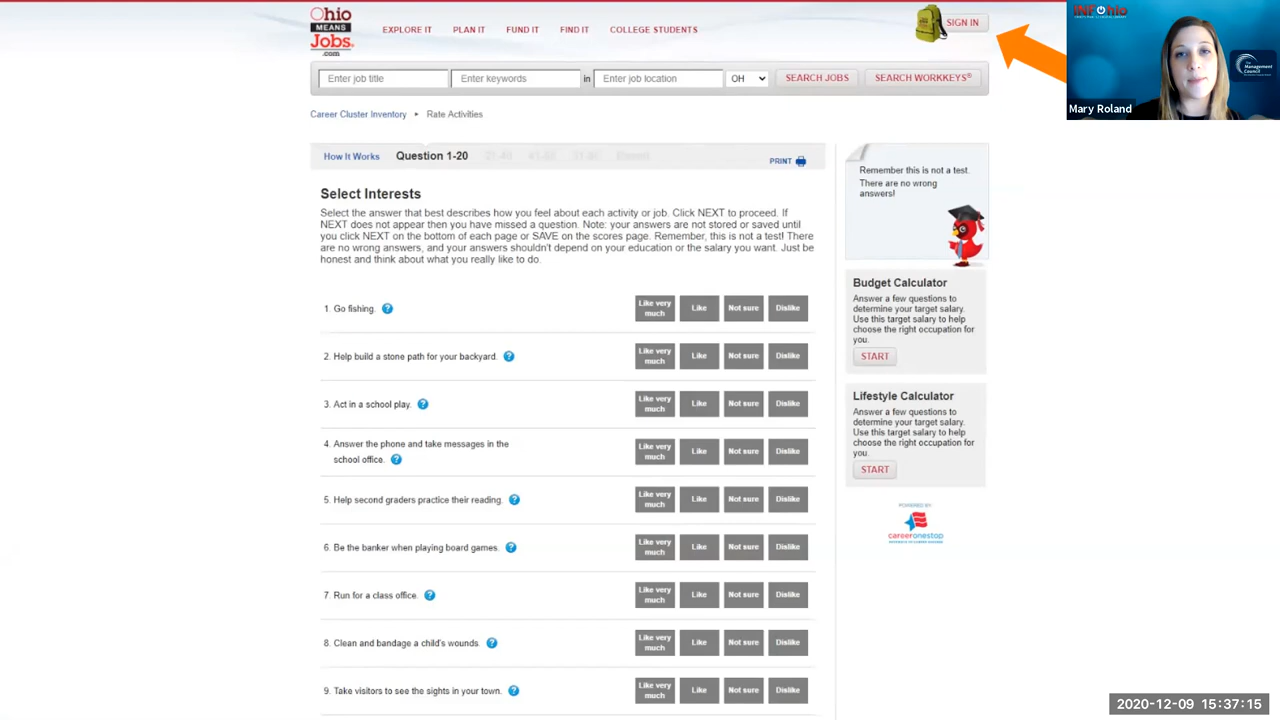 Ohio
MEANS
Jobs
.com
EXPLORE IT
PLAN IT
FUND IT
FIND IT
COLLEGE STUDENTS
SIGN IN
INFOhio
The
Management
Council
Mary Roland
Enter job title
Enter keywords
in
Enter job location
OH
SEARCH JOBS
SEARCH WORKKEYS®
Career Cluster Inventory
Rate Activities
How It Works
Question 1-20
21-40
41-60
PRINT
Select Interests
Select the answer that best describes how you feel about each activity or job. Click NEXT to proceed. If
NEXT does not appear then you have missed a question. Note: your answers are not stored or saved until
you click NEXT on the bottom of each page or SAVE on the scores page. Remember, this is not a test! There
are no wrong answers, and your answers shouldn't depend on your education or the salary you want. Just be
honest and think about what you really like to do.
1. Go fishing. ?
Like very
much
Like
Not sure
Dislike
2. Help build a stone path for your backyard. ?
Like very
much
Like
Not sure
Dislike
3. Act in a school play. ?
Like very
much
Like
Not sure
Dislike
4. Answer the phone and take messages in the
school office. ?
Like very
much
Like
Not sure
Dislike
5. Help second graders practice their reading. ?
Like very
much
Like
Not sure
Dislike
6. Be the banker when playing board games. ?
Like very
much
Like
Not sure
Dislike
7. Run for a class office. ?
Like very
much
Like
Not sure
Dislike
8. Clean and bandage a child's wounds. ?
Like very
much
Like
Not sure
Dislike
9. Take visitors to see the sights in your town. ?
Like very
much
Like
Not sure
Dislike
Remember this is not a test.
There are no wrong
answers!
Budget Calculator
Answer a few questions to
determine your target salary.
Use this target salary to help
choose the right occupation for
you.
START
Lifestyle Calculator
Answer a few questions to
determine your target salary.
Use this target salary to help
choose the right occupation for
you.
START
POWERED BY
careeronestop
2020-12-09 15:37:15